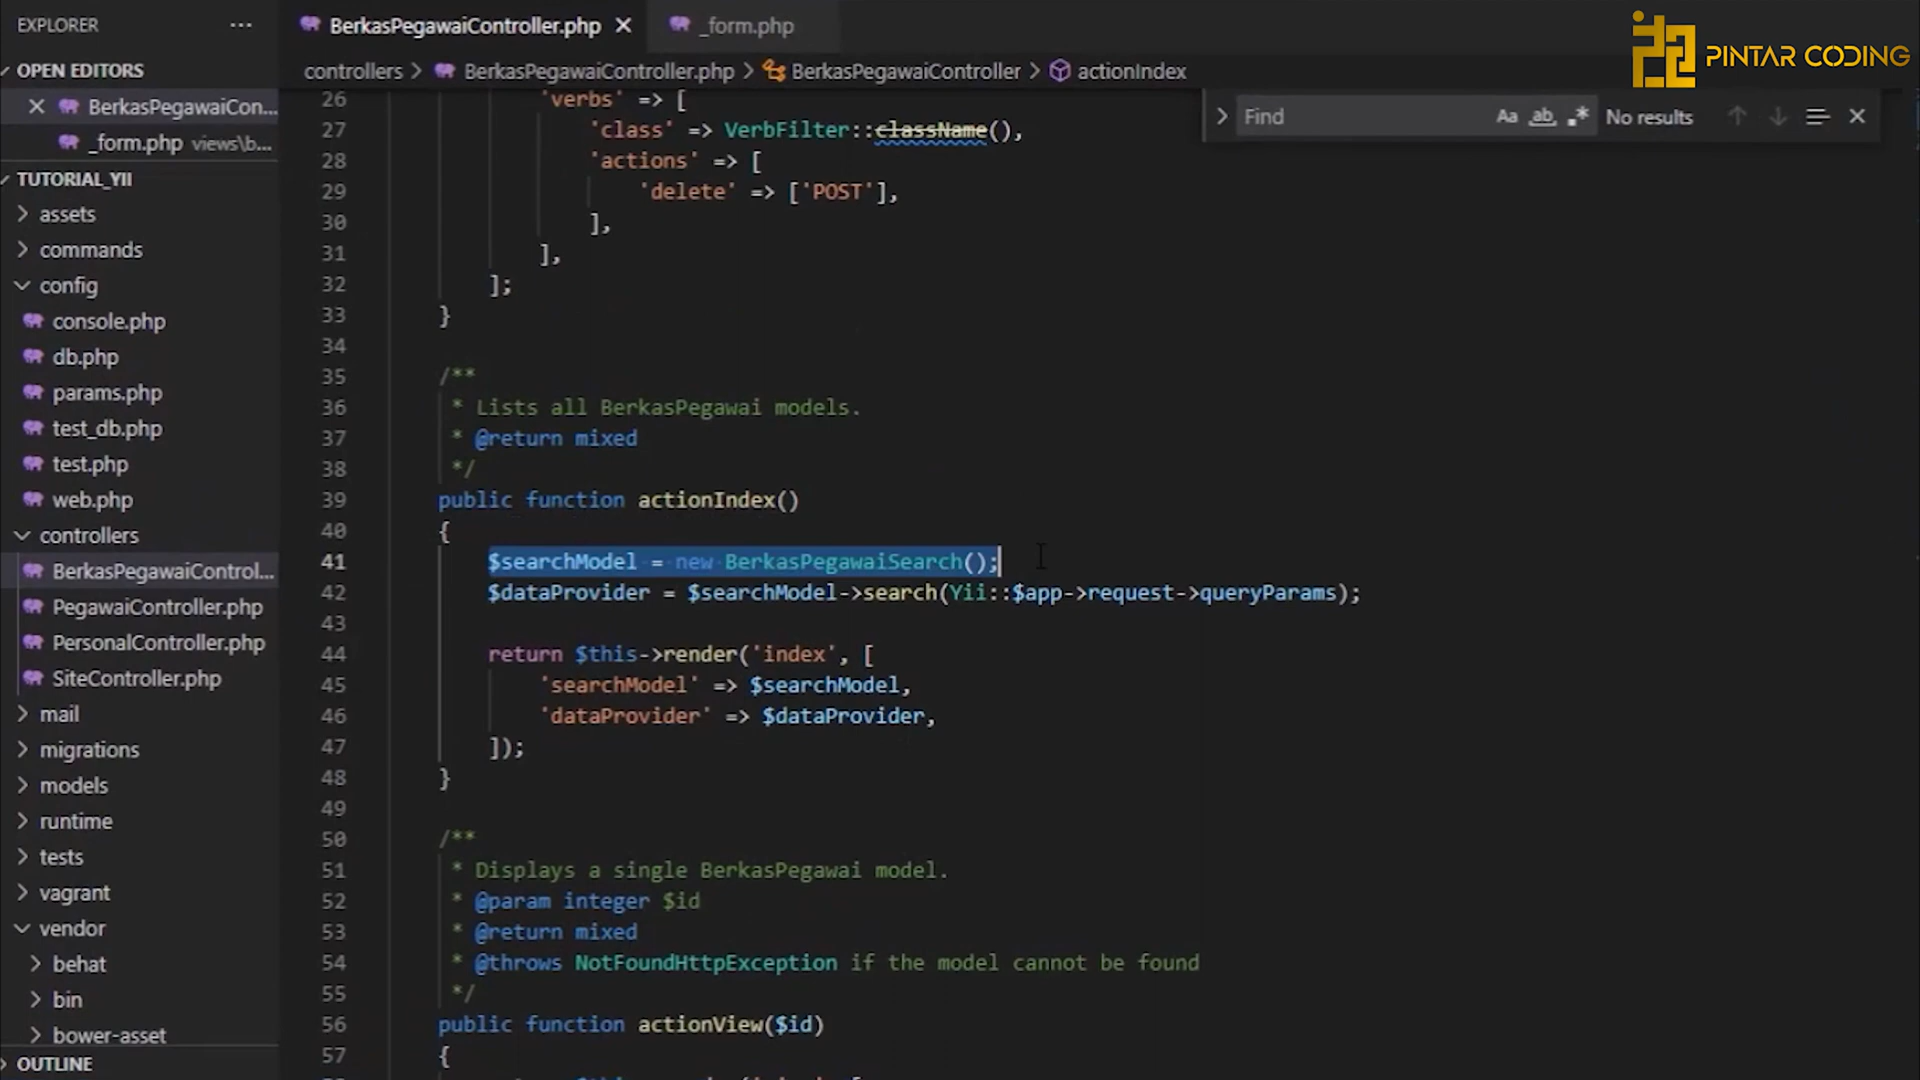 EXPLORER
OPEN EDITORS
BerkasPegawaiCon...
_form.php views\b...
TUTORIAL_YII
assets
commands
config
console.php
db.php
params.php
test_db.php
test.php
web.php
controllers
BerkasPegawaiControl...
PegawaiController.php
PersonalController.php
SiteController.php
mail
migrations
models
runtime
tests
vagrant
vendor
behat
bin
bower-asset
OUTLINE
BerkasPegawaiController.php
_form.php
controllers > BerkasPegawaiController.php > BerkasPegawaiController > actionIndex
PINTAR CODING
Find
Aa
ab
.*
No results
26 'verbs' => [
27 'class' => VerbFilter::className(),
28 'actions' => [
29 'delete' => ['POST'],
30 ],
31 ],
32 ];
33 }
34
35 /**
36 * Lists all BerkasPegawai models.
37 * @return mixed
38 */
39 public function actionIndex()
40 {
41 $searchModel = new BerkasPegawaiSearch();
42 $dataProvider = $searchModel->search(Yii::$app->request->queryParams);
43
44 return $this->render('index', [
45 'searchModel' => $searchModel,
46 'dataProvider' => $dataProvider,
47 ]);
48 }
49
50 /**
51 * Displays a single BerkasPegawai model.
52 * @param integer $id
53 * @return mixed
54 * @throws NotFoundHttpException if the model cannot be found
55 */
56 public function actionView($id)
57 {